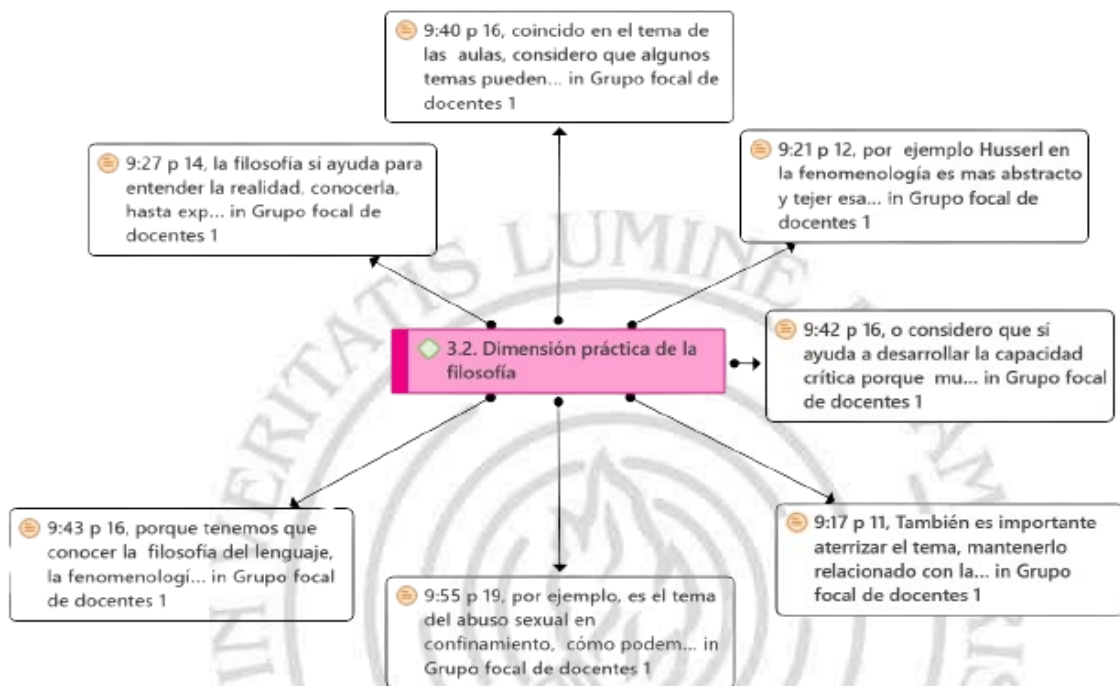 9:40 p 16, coincido en el tema de
las aulas, considero que algunos
temas pueden... in Grupo focal de
docentes 1
9:27 p 14, la filosofía sí ayuda para
entender la realidad, conocerla,
hasta exp... in Grupo focal de
docentes 1
9:21 p 12, por ejemplo Husserl en
la fenomenología es mas abstracto
y tejer esa... in Grupo focal de
docentes 1
3.2. Dimensión práctica de la
filosofía
9:42 p 16, o considero que sí
ayuda a desarrollar la capacidad
crítica porque mu... in Grupo focal
de docentes 1
9:43 p 16, porque tenemos que
conocer la filosofía del lenguaje,
la fenomenologí... in Grupo focal
de docentes 1
9:55 p 19, por ejemplo, es el tema
del abuso sexual en
confinamiento, cómo podem... in
Grupo focal de docentes 1
9:17 p 11, También es importante
aterrizar el tema, mantenerlo
relacionado con la... in Grupo
focal de docentes 1
IN VERITATIS LUMINE